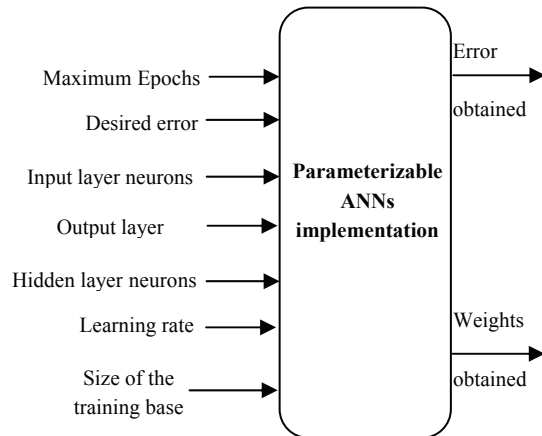 Maximum Epochs
Desired error
Input layer neurons
Output layer
Hidden layer neurons
Learning rate
Size of the
training base
Parameterizable
ANNs
implementation
Error
obtained
Weights
obtained